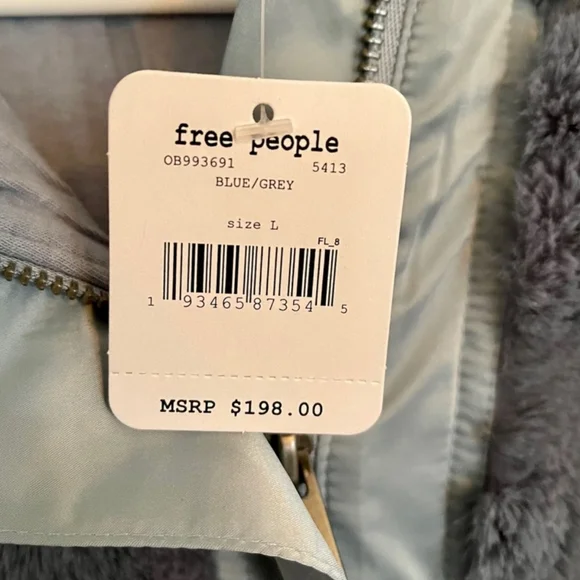 free people
OB993691 5413
BLUE/GREY
size L
FL_8
1 93465 87354 5
MSRP $198.00